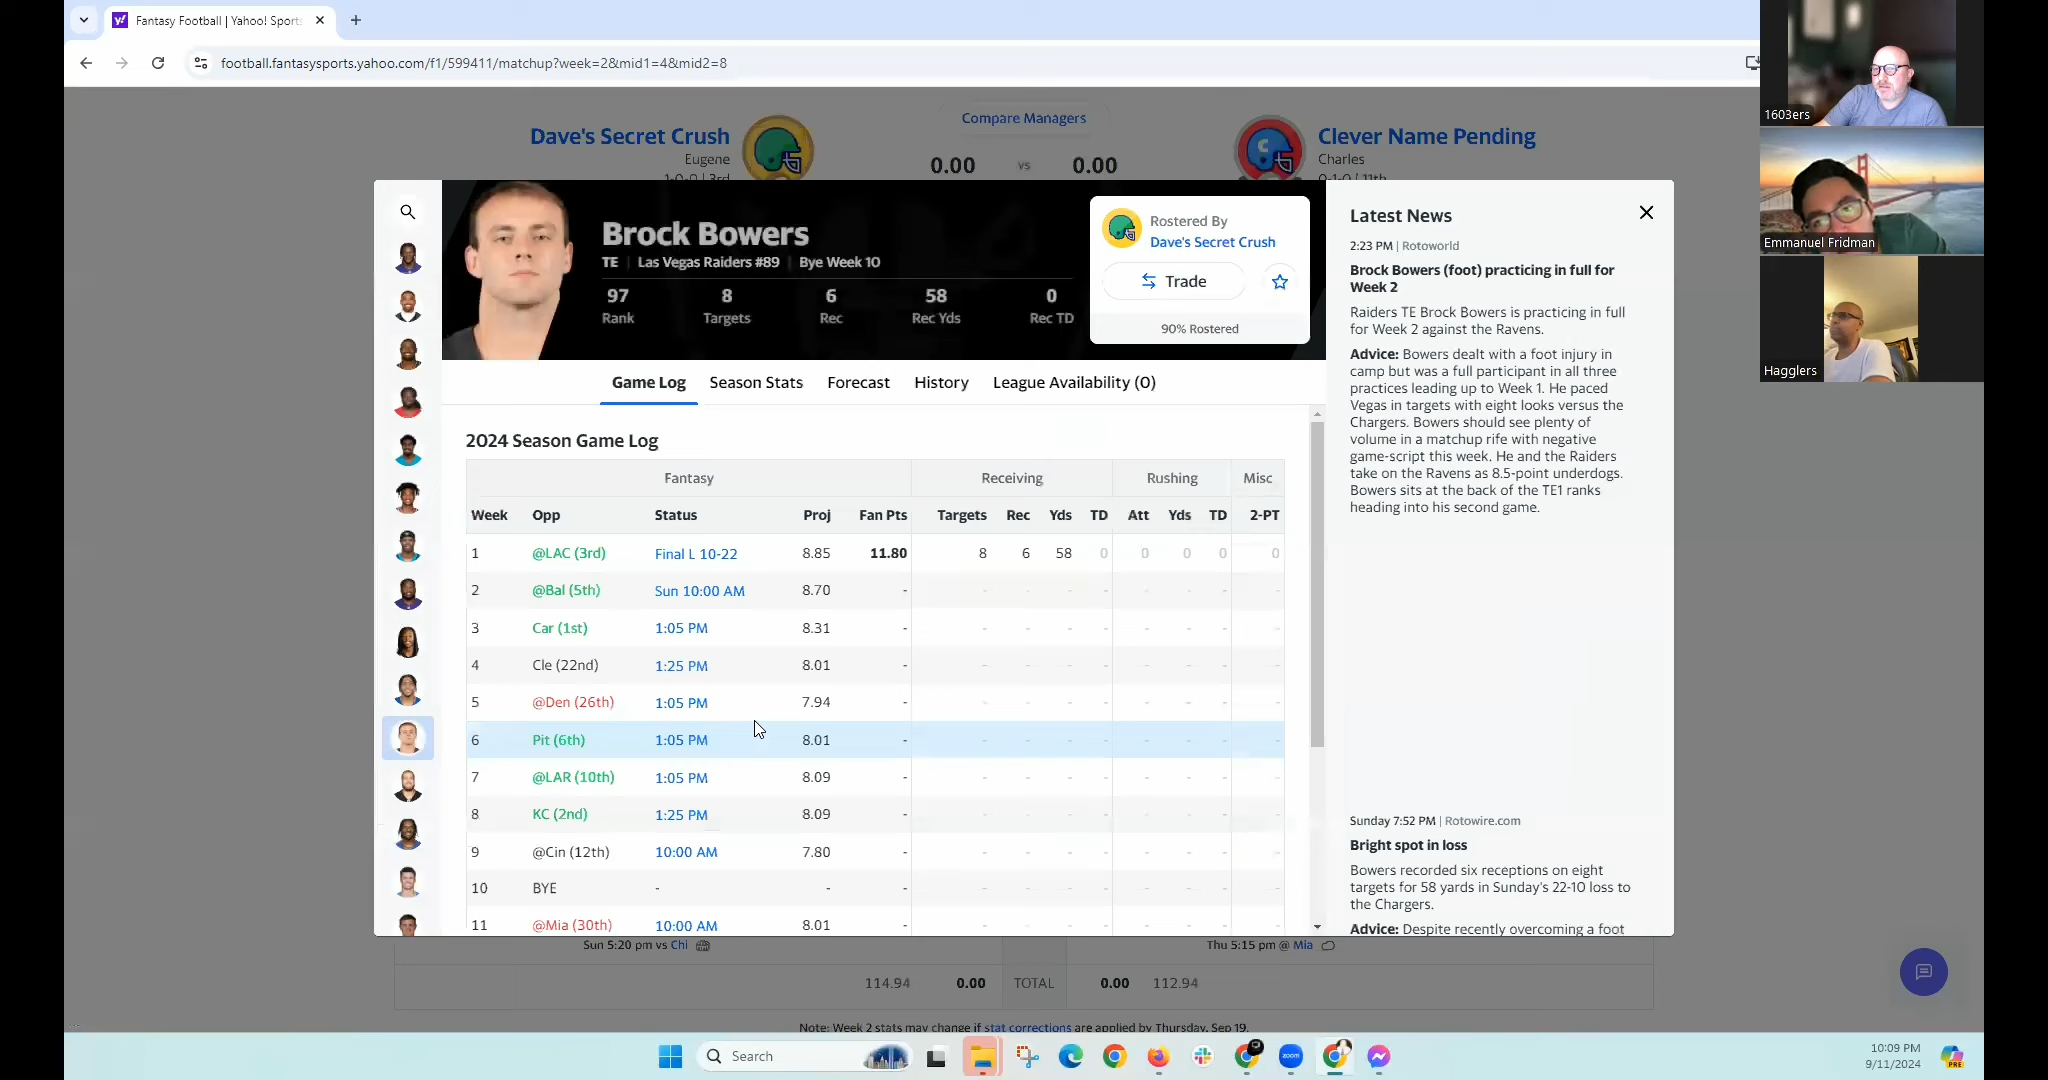 Fantasy Football | Yahoo! Sports
football.fantasysports.yahoo.com/f1/599411/matchup?week=2&mid1=4&mid2=8
Compare Managers
Dave's Secret Crush
Eugene
1-0-0 | 3rd
0.00 vs 0.00
Clever Name Pending
Charles
0-1-0 | 11th
1603ers
Emmanuel Fridman
Hagglers
Brock Bowers
TE | Las Vegas Raiders #89 | Bye Week 10
97 8 6 58 0
Rank Targets Rec Rec Yds Rec TD
Rostered By
Dave's Secret Crush
Trade
90% Rostered
Game Log Season Stats Forecast History League Availability (0)
2024 Season Game Log
Fantasy Receiving Rushing Misc
Week Opp Status Proj Fan Pts Targets Rec Yds TD Att Yds TD 2-PT
1 @LAC (3rd) Final L 10-22 8.85 11.80 8 6 58 0 0 0 0 0
2 @Bal (5th) Sun 10:00 AM 8.70 - - - - - - - - -
3 Car (1st) 1:05 PM 8.31 - - - - - - - - -
4 Cle (22nd) 1:25 PM 8.01 - - - - - - - - -
5 @Den (26th) 1:05 PM 7.94 - - - - - - - - -
6 Pit (6th) 1:05 PM 8.01 - - - - - - - - -
7 @LAR (10th) 1:05 PM 8.09 - - - - - - - - -
8 KC (2nd) 1:25 PM 8.09 - - - - - - - - -
9 @Cin (12th) 10:00 AM 7.80 - - - - - - - - -
10 BYE - - - - - - - - - - -
11 @Mia (30th) 10:00 AM 8.01 - - - - - - - - -
Latest News
2:23 PM | Rotoworld
Brock Bowers (foot) practicing in full for
Week 2
Raiders TE Brock Bowers is practicing in full
for Week 2 against the Ravens.
Advice: Bowers dealt with a foot injury in
camp but was a full participant in all three
practices leading up to Week 1. He paced
Vegas in targets with eight looks versus the
Chargers. Bowers should see plenty of
volume in a matchup rife with negative
game-script this week. He and the Raiders
take on the Ravens as 8.5-point underdogs.
Bowers sits at the back of the TE1 ranks
heading into his second game.
Sunday 7:52 PM | Rotowire.com
Bright spot in loss
Bowers recorded six receptions on eight
targets for 58 yards in Sunday's 22-10 loss to
the Chargers.
Advice: Despite recently overcoming a foot
Sun 5:20 pm vs Chi
Thu 5:15 pm @ Mia
114.94 0.00 TOTAL 0.00 112.94
Note: Week 2 stats may change if stat corrections are applied by Thursday, Sep 19.
Search
zoom
10:09 PM
9/11/2024
PRE